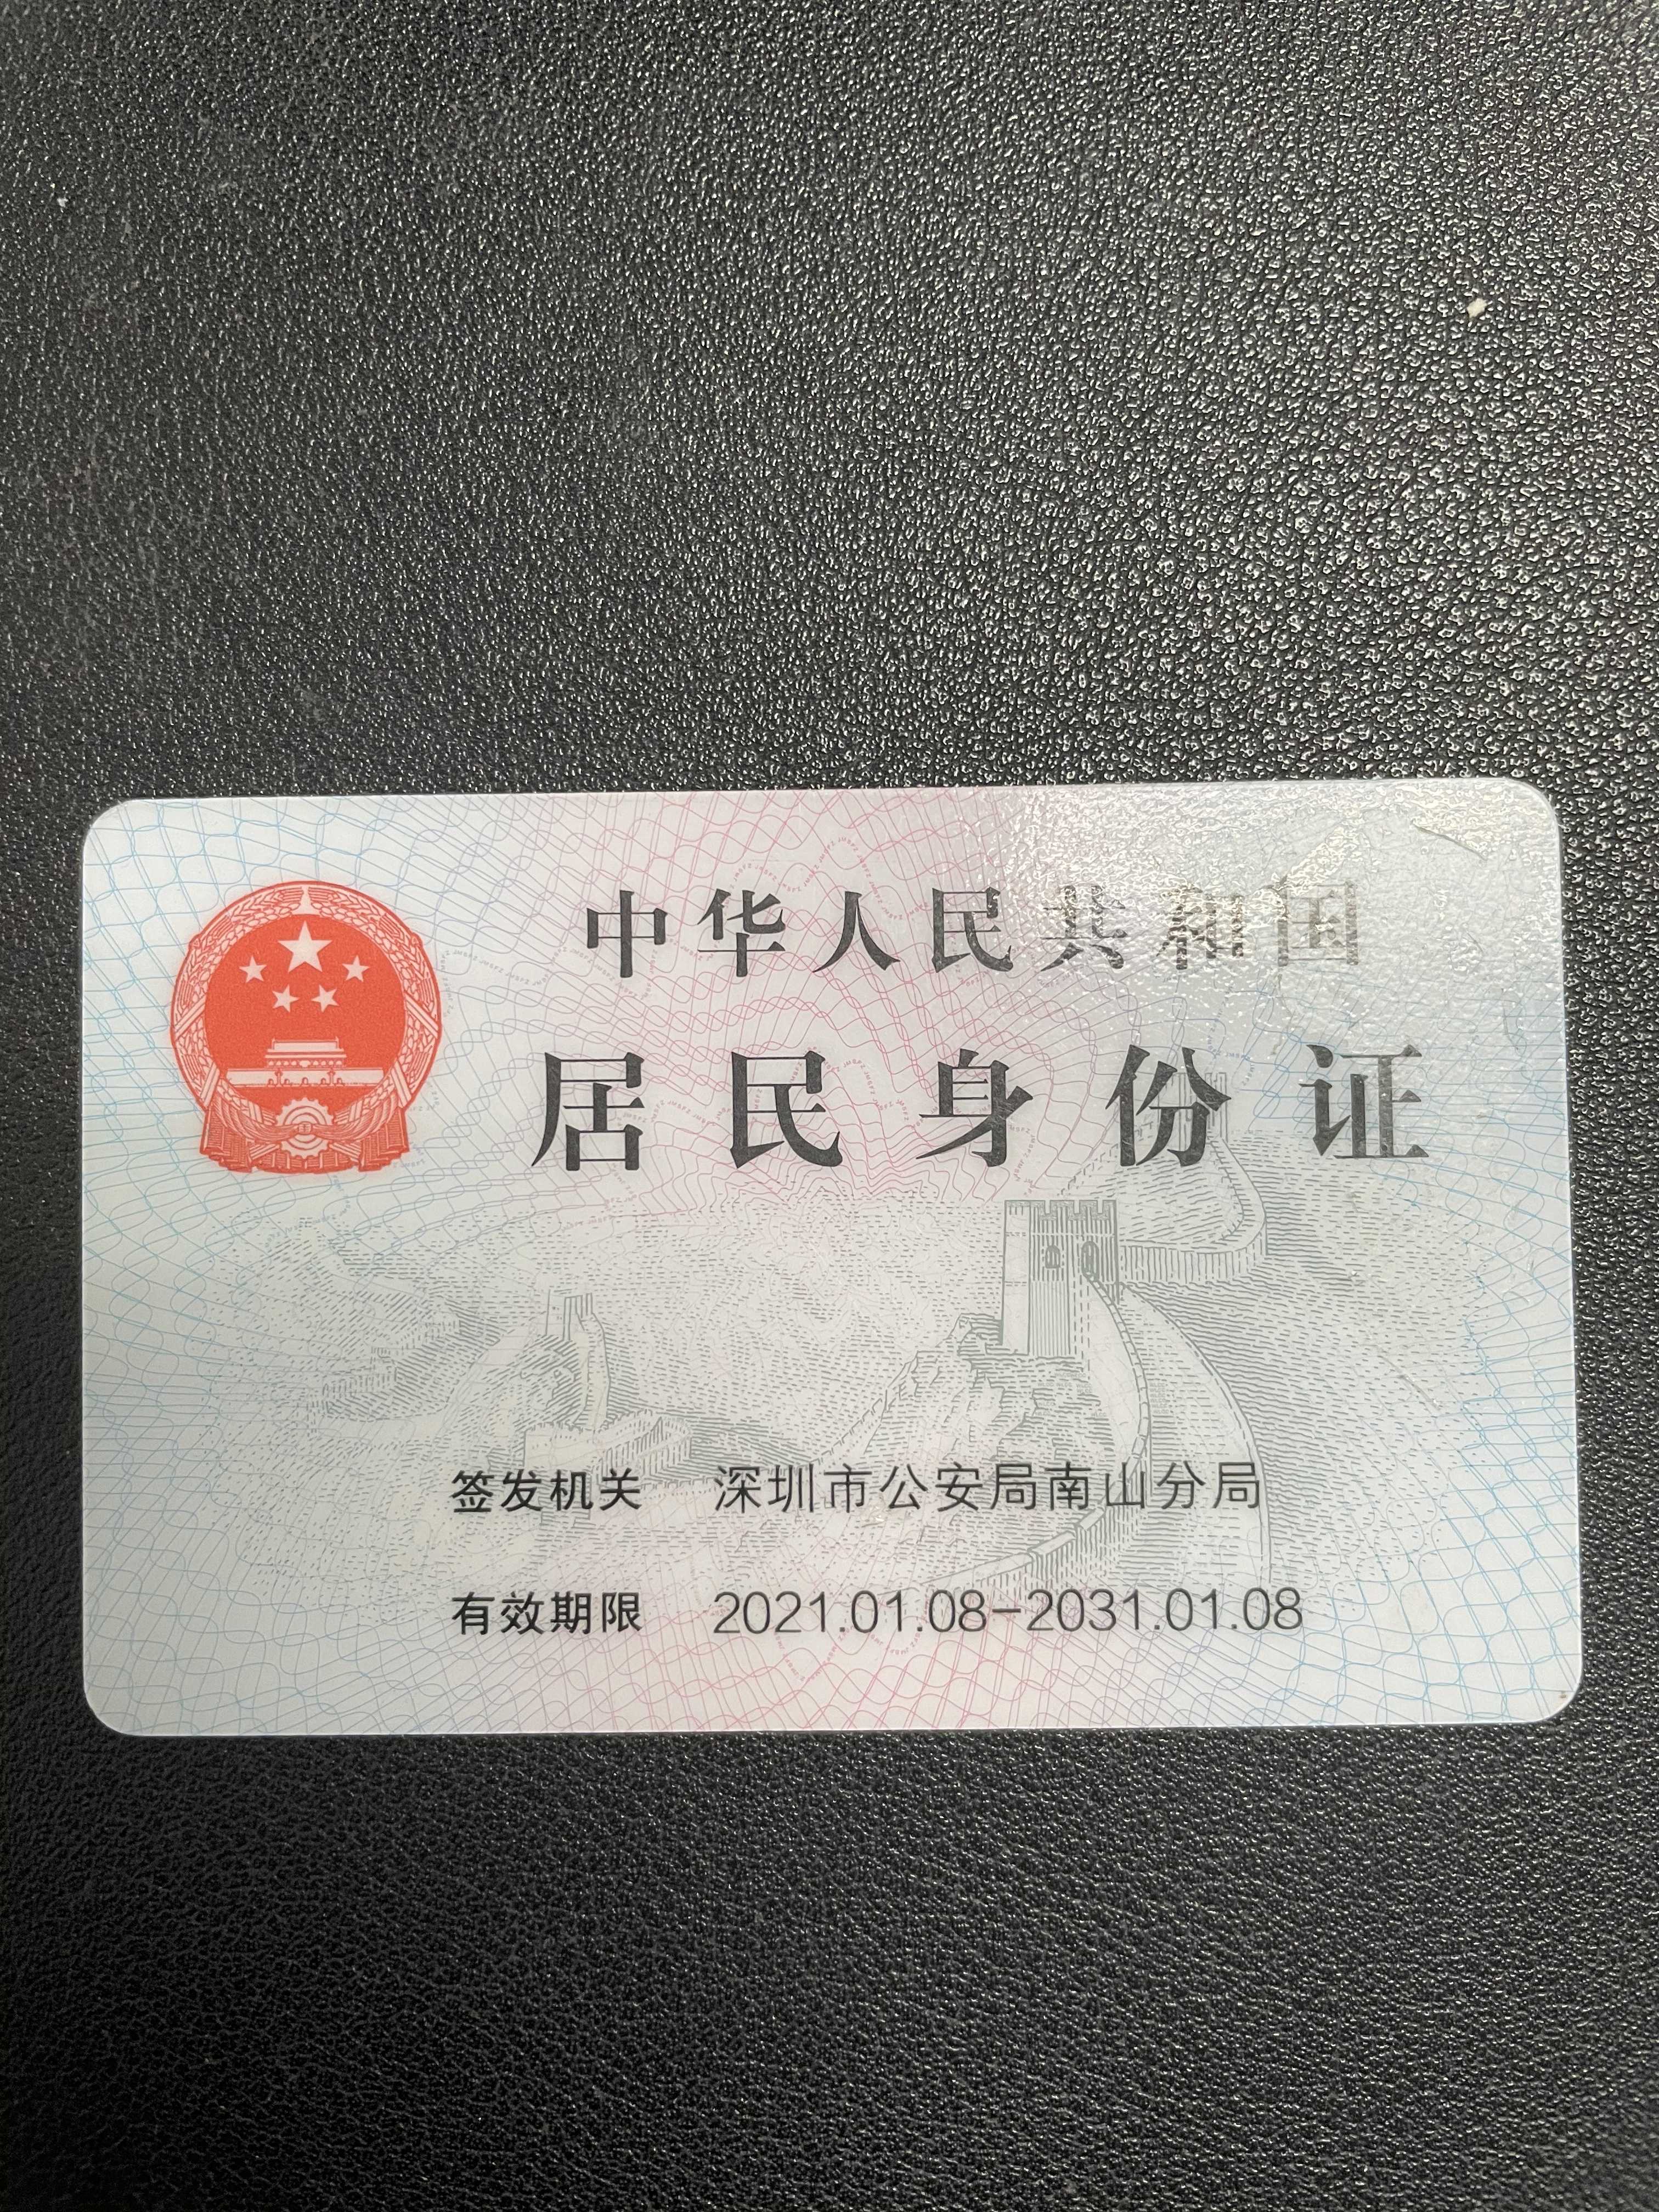 中华人民共和国
居民身份证
签发机关 深圳市公安局南山分局
有效期限 2021.01.08-2031.01.08